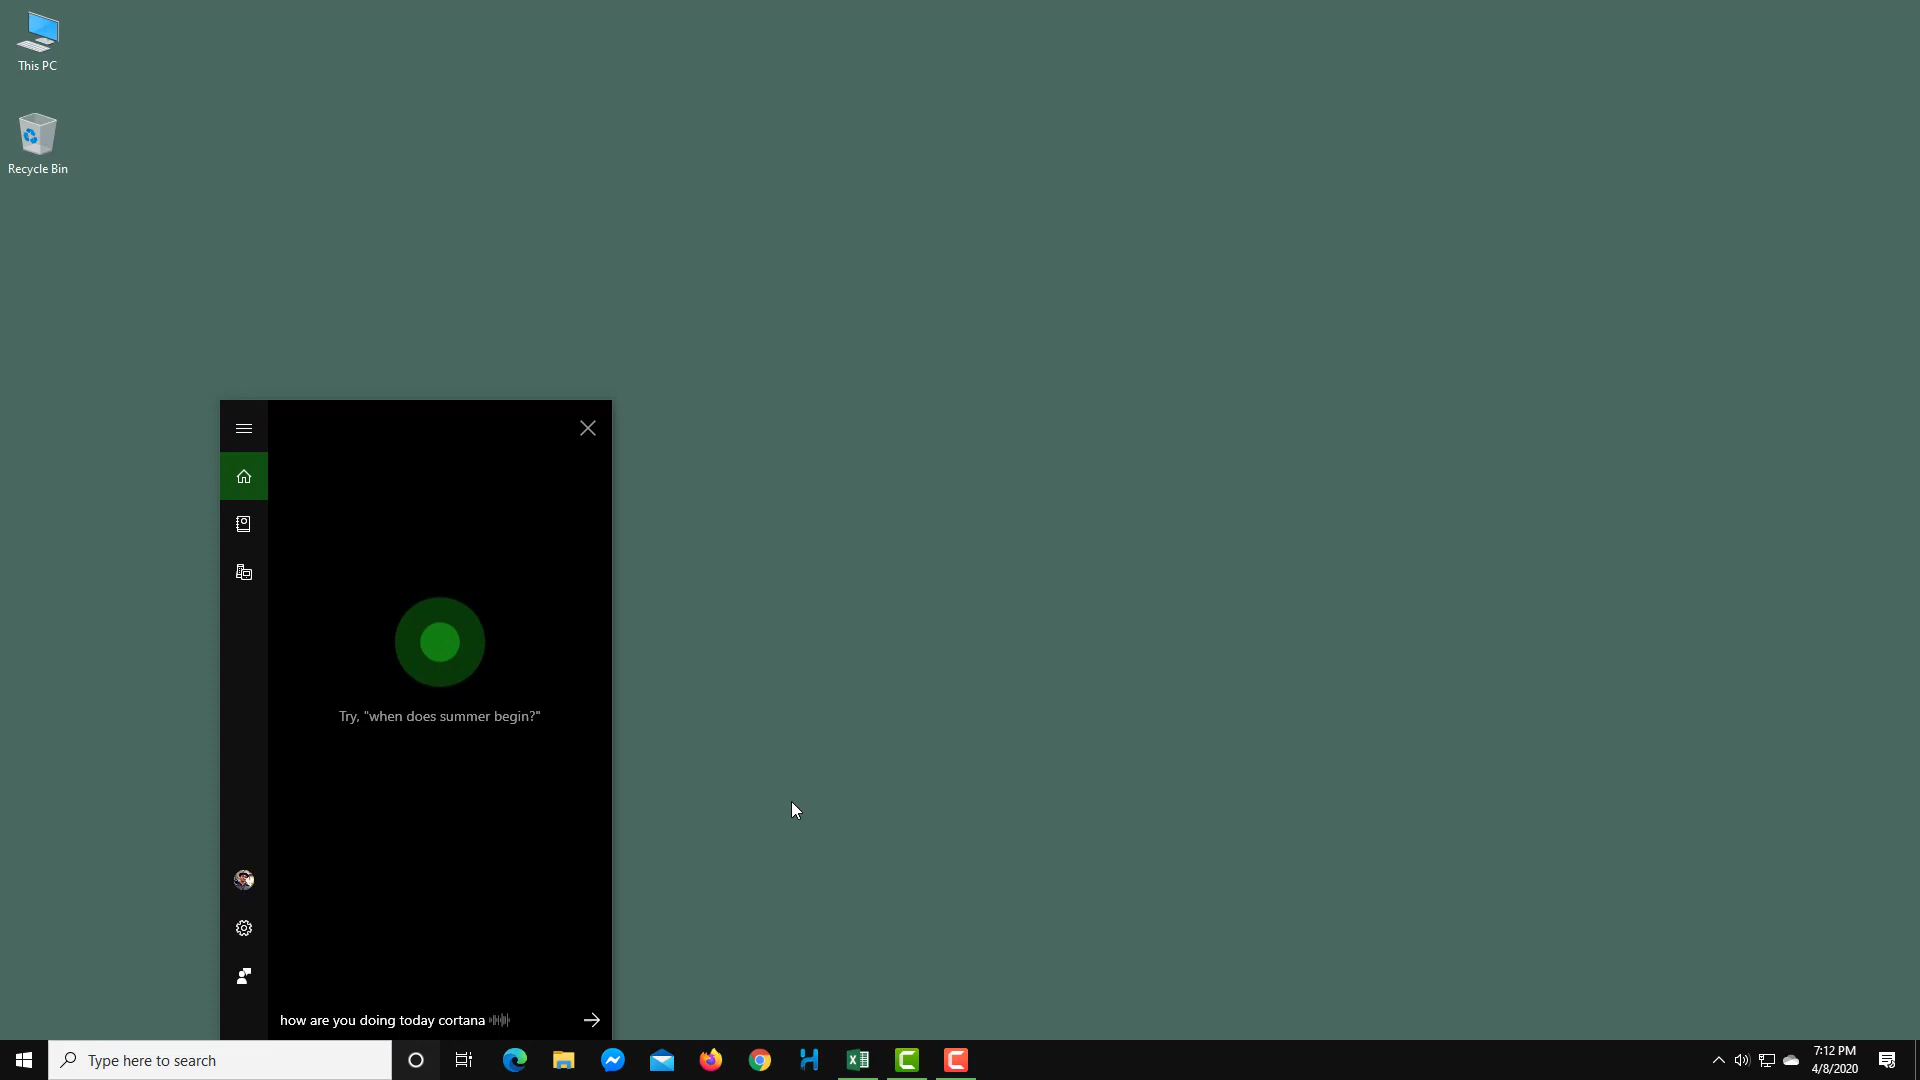 This PC
Recycle Bin
Try, "when does summer begin?"
how are you doing today cortana
Type here to search
7:12 PM
4/8/2020